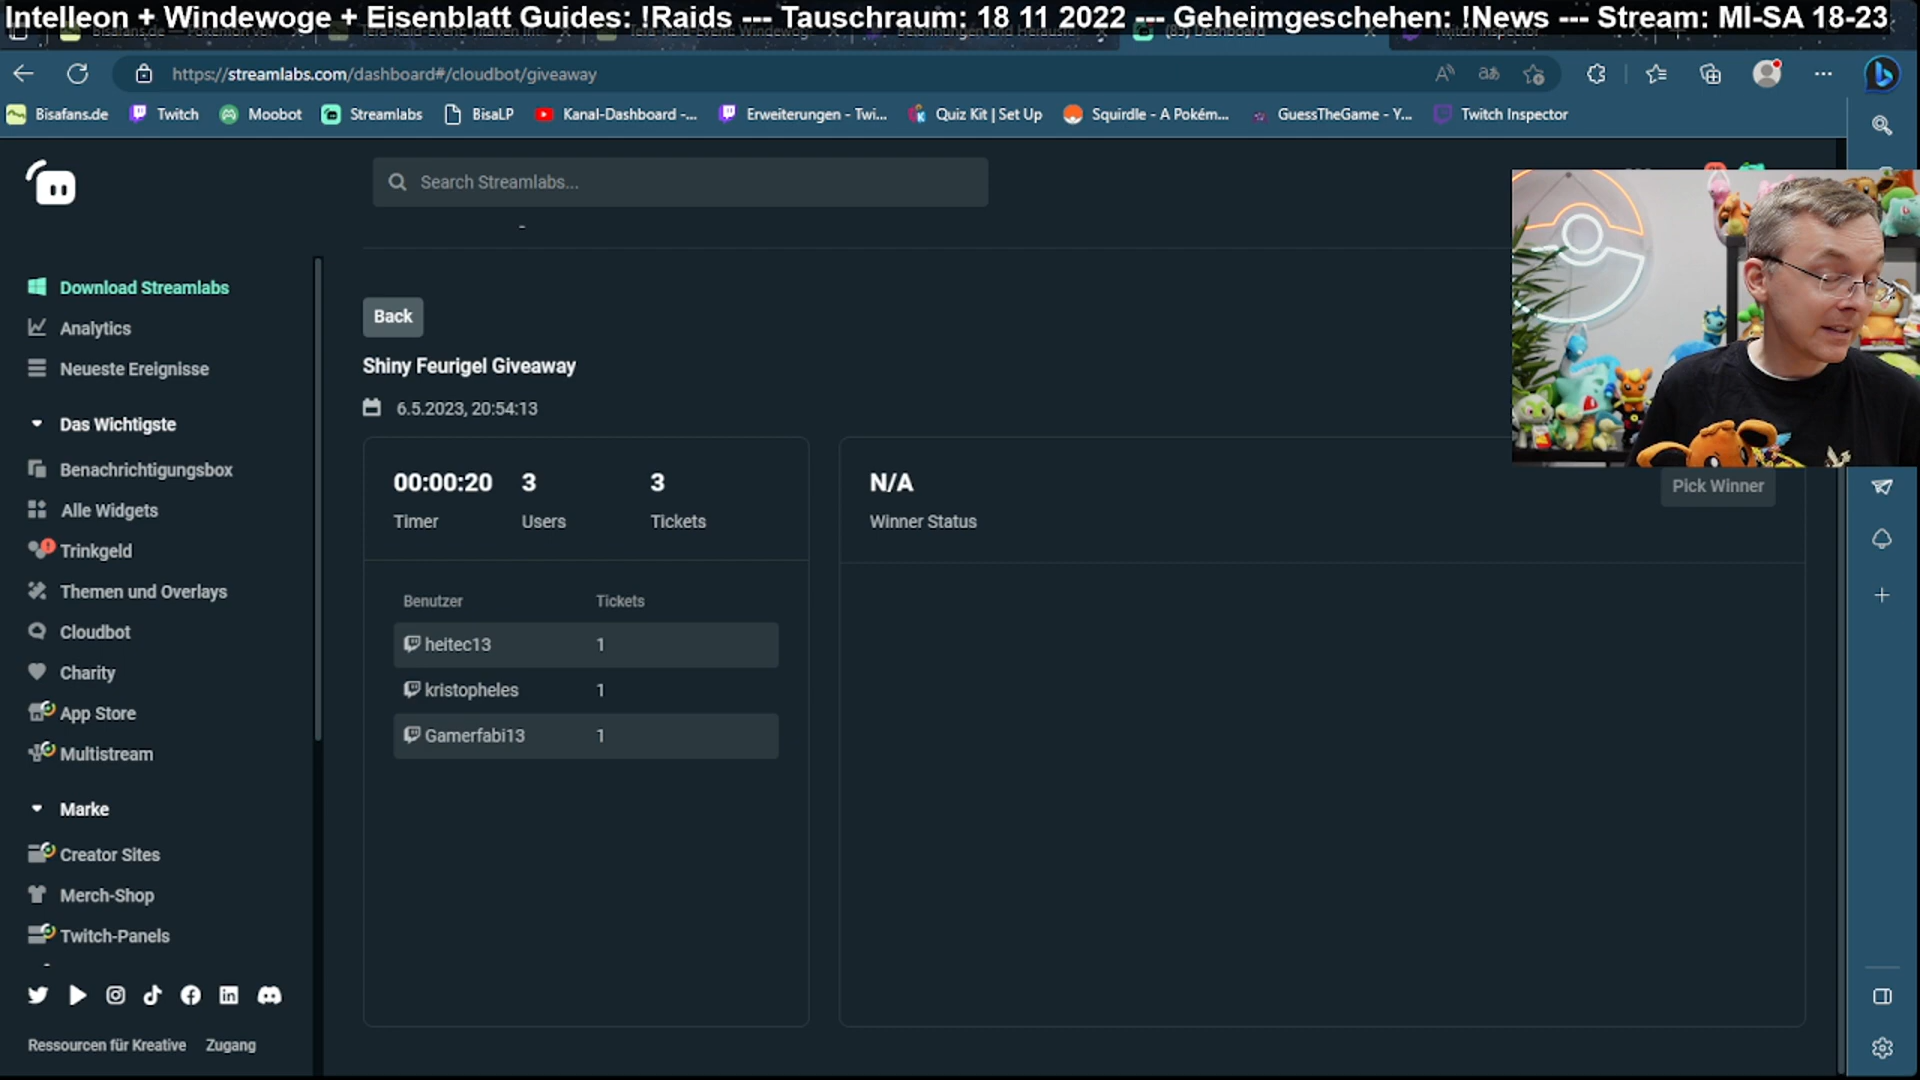 Intelleon + Windewoge + Eisenblatt Guides: !Raids --- Tauschraum: 18 11 2022 --- Geheimgeschehen: !News --- Stream: MI-SA 18-23
(85) Dashboard
Twitch Inspector
https://streamlabs.com/dashboard#/cloudbot/giveaway
Bisafans.de Twitch Moobot Streamlabs BisaLP Kanal-Dashboard -... Erweiterungen - Twi... Quiz Kit | Set Up Squirdle - A Pokém... GuessTheGame - Y... Twitch Inspector
Search Streamlabs...
Download Streamlabs
Analytics
Neueste Ereignisse
Das Wichtigste
Benachrichtigungsbox
Alle Widgets
Trinkgeld
Themen und Overlays
Cloudbot
Charity
App Store
Multistream
Marke
Creator Sites
Merch-Shop
Twitch-Panels
Ressourcen für Kreative Zugang
Back
Shiny Feurigel Giveaway
6.5.2023, 20:54:13
00:00:20 3 3
Timer Users Tickets
Benutzer Tickets
heitec13 1
kristopheles 1
Gamerfabi13 1
N/A
Winner Status
Pick Winner